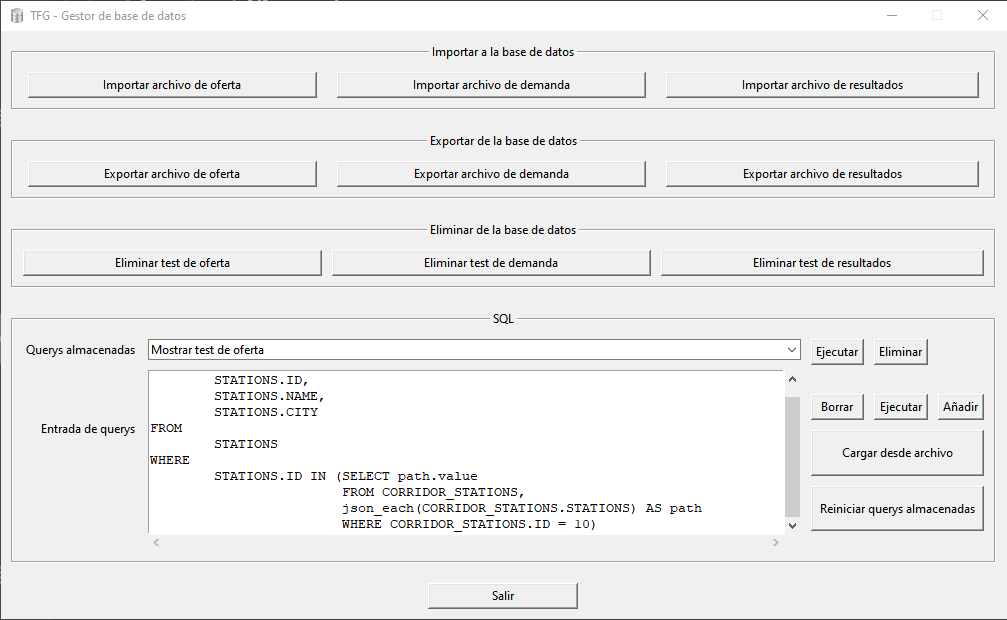 TFG - Gestor de base de datos
Importar a la base de datos
Importar archivo de oferta
Importar archivo de demanda
Importar archivo de resultados
Exportar de la base de datos
Exportar archivo de oferta
Exportar archivo de demanda
Exportar archivo de resultados
Eliminar de la base de datos
Eliminar test de oferta
Eliminar test de demanda
Eliminar test de resultados
SQL
Querys almacenadas
Mostrar test de oferta
Ejecutar
Eliminar
Entrada de querys
STATIONS.ID,
STATIONS.NAME,
STATIONS.CITY
FROM
STATIONS
WHERE
STATIONS.ID IN (SELECT path.value
FROM CORRIDOR_STATIONS,
json_each(CORRIDOR_STATIONS.STATIONS) AS path
WHERE CORRIDOR_STATIONS.ID = 10)
Borrar
Ejecutar
Añadir
Cargar desde archivo
Reiniciar querys almacenadas
Salir